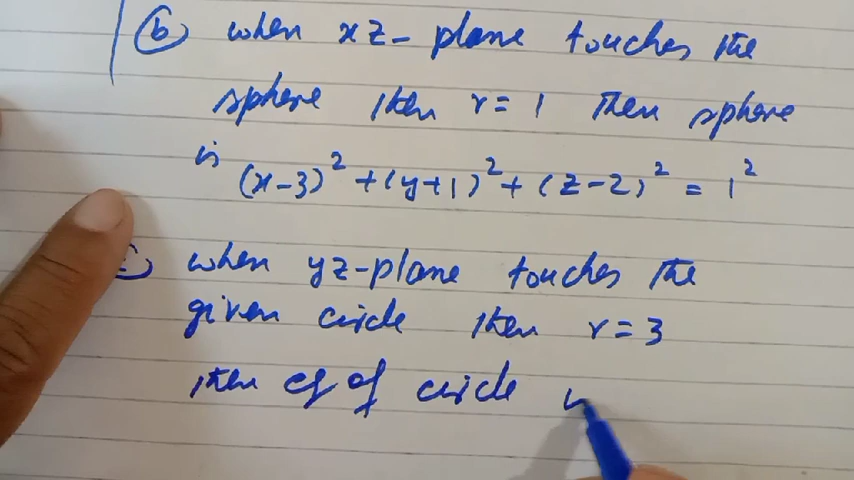 (b) when xz-plane touches the
sphere then r = 1 then sphere
is (x-3)² + (y+1)² + (z-2)² = 1²
when yz-plane touches the
given circle then r = 3
then eq of circle